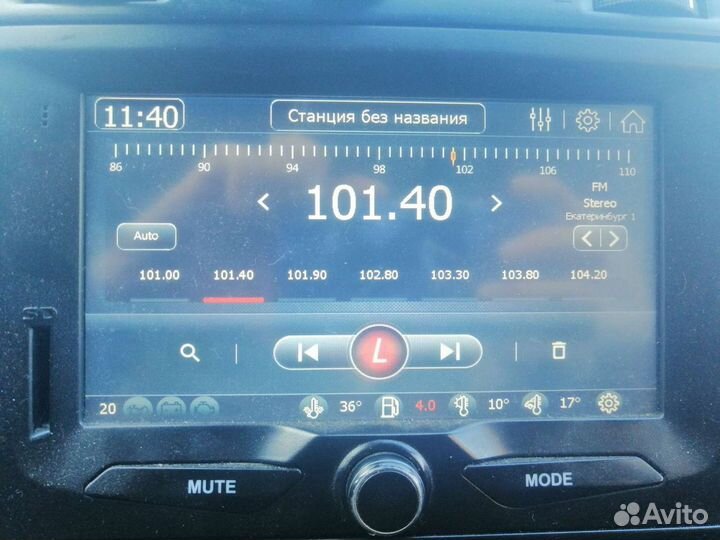 11:40
Станция без названия
86 90 94 98 102 106 110
101.40
FM
Stereo
Екатеринбург 1
Auto
101.00 101.40 101.90 102.80 103.30 103.80 104.20
SD
L
20 36° 4.0 10° 17°
MUTE
MODE
Avito